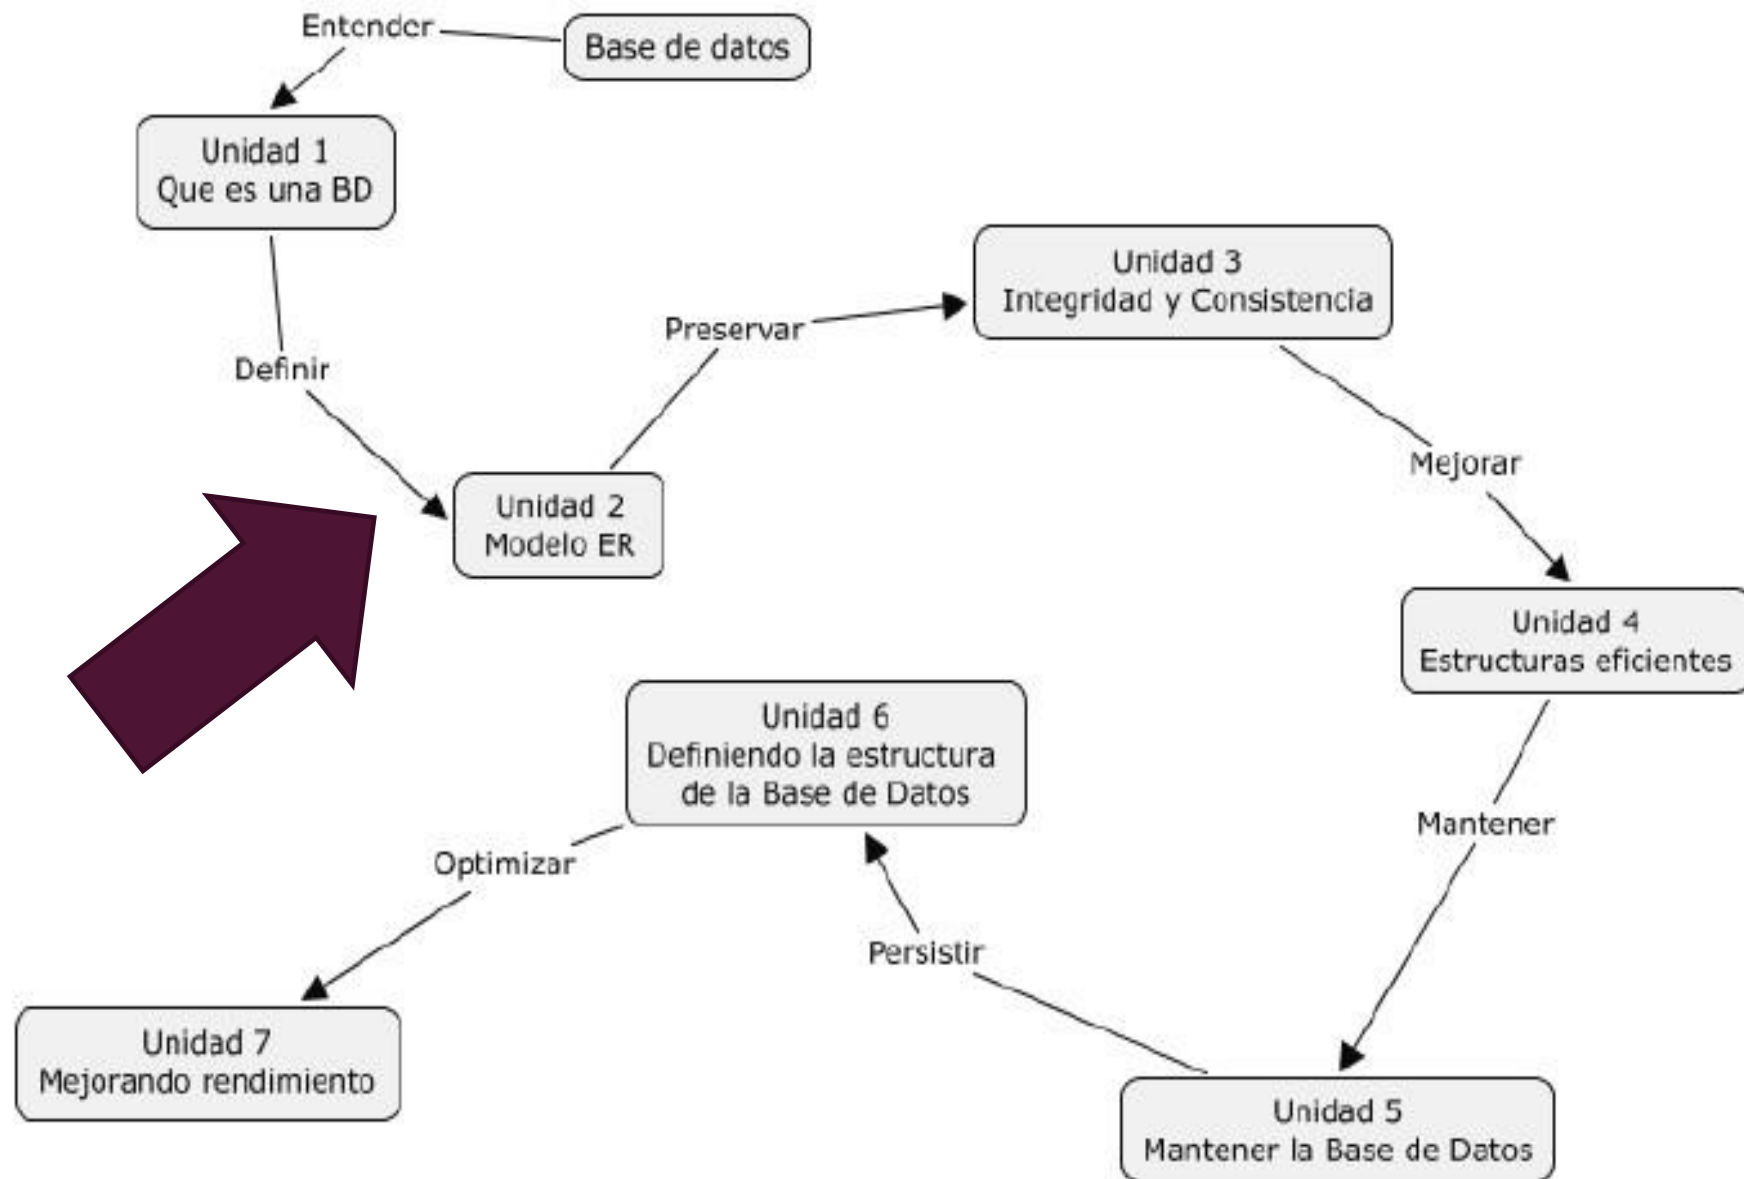 Entender
Base de datos
Unidad 1
Que es una BD
Definir
Unidad 2
Modelo ER
Preservar
Unidad 3
Integridad y Consistencia
Mejorar
Unidad 4
Estructuras eficientes
Mantener
Unidad 5
Mantener la Base de Datos
Persistir
Unidad 6
Definiendo la estructura
de la Base de Datos
Optimizar
Unidad 7
Mejorando rendimiento